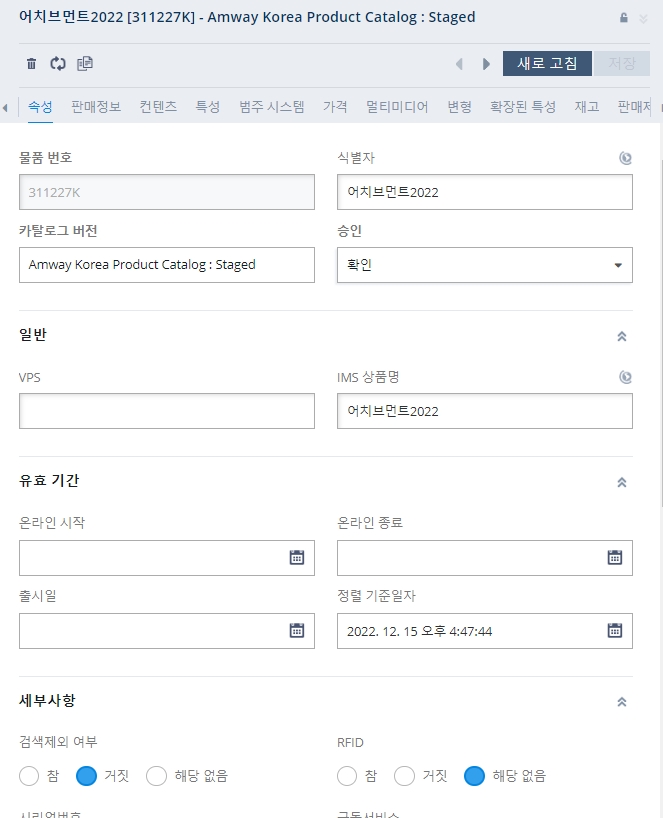 어치브먼트2022 [311227K] - Amway Korea Product Catalog : Staged
새로 고침 저장
속성 판매정보 컨텐츠 특성 범주 시스템 가격 멀티미디어 변형 확장된 특성 재고
물품 번호 식별자
311227K 어치브먼트2022
카탈로그 버전 승인
Amway Korea Product Catalog : Staged 확인
일반
VPS IMS 상품명
어치브먼트2022
유효 기간
온라인 시작 온라인 종료
출시일 정렬 기준일자
2022. 12. 15 오후 4:47:44
세부사항
검색제외 여부 RFID
참 거짓 해당 없음 참 거짓 해당 없음